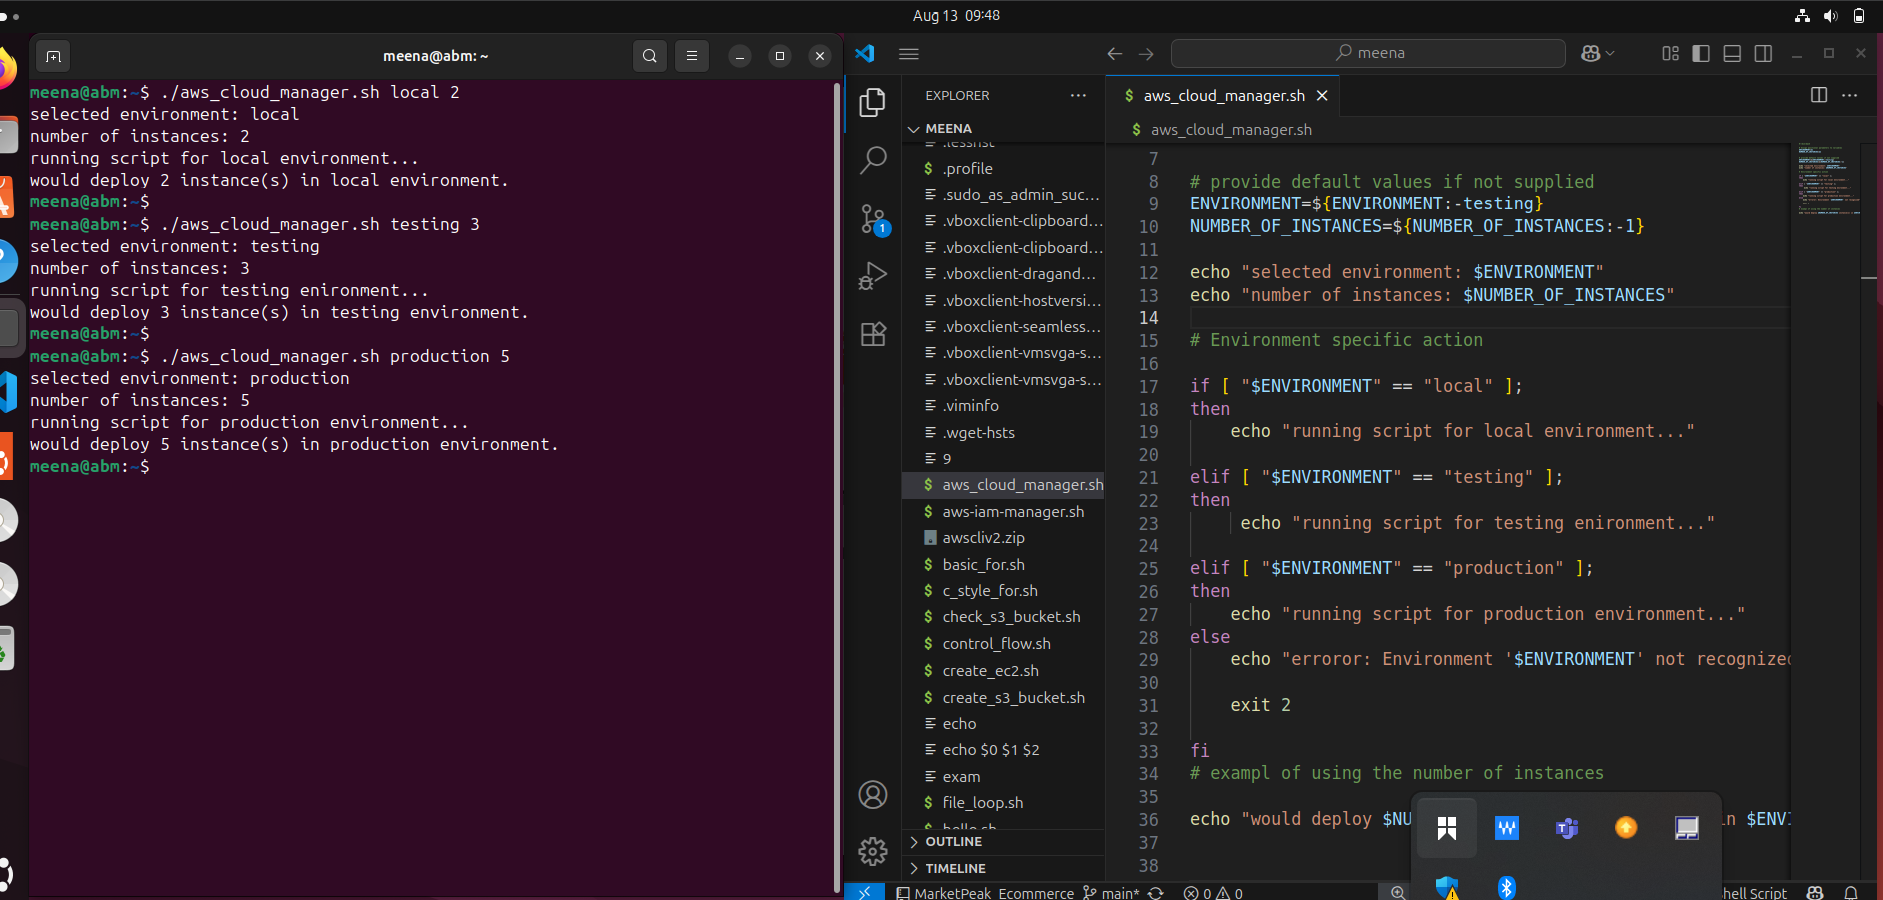 Aug 13 09:48
meena@abm: ~
meena@abm:~$ ./aws_cloud_manager.sh local 2
selected environment: local
number of instances: 2
running script for local environment...
would deploy 2 instance(s) in local environment.
meena@abm:~$
meena@abm:~$ ./aws_cloud_manager.sh testing 3
selected environment: testing
number of instances: 3
running script for testing enironment...
would deploy 3 instance(s) in testing environment.
meena@abm:~$
meena@abm:~$ ./aws_cloud_manager.sh production 5
selected environment: production
number of instances: 5
running script for production environment...
would deploy 5 instance(s) in production environment.
meena@abm:~$
meena
EXPLORER
MEENA
.lesshst
.profile
.sudo_as_admin_suc...
.vboxclient-clipboard...
.vboxclient-clipboard...
.vboxclient-dragand...
.vboxclient-hostversi...
.vboxclient-seamless...
.vboxclient-vmsvga-s...
.vboxclient-vmsvga-s...
.viminfo
.wget-hsts
9
aws_cloud_manager.sh
aws-iam-manager.sh
awscliv2.zip
basic_for.sh
c_style_for.sh
check_s3_bucket.sh
control_flow.sh
create_ec2.sh
create_s3_bucket.sh
echo
echo $0 $1 $2
exam
file_loop.sh
hello.sh
OUTLINE
TIMELINE
1
aws_cloud_manager.sh
aws_cloud_manager.sh
7
8 # provide default values if not supplied
9 ENVIRONMENT=${ENVIRONMENT:-testing}
10 NUMBER_OF_INSTANCES=${NUMBER_OF_INSTANCES:-1}
11
12 echo "selected environment: $ENVIRONMENT"
13 echo "number of instances: $NUMBER_OF_INSTANCES"
14
15 # Environment specific action
16
17 if [ "$ENVIRONMENT" == "local" ];
18 then
19 echo "running script for local environment..."
20
21 elif [ "$ENVIRONMENT" == "testing" ];
22 then
23 echo "running script for testing enironment..."
24
25 elif [ "$ENVIRONMENT" == "production" ];
26 then
27 echo "running script for production environment..."
28 else
29 echo "erroror: Environment '$ENVIRONMENT' not recognized
30
31 exit 2
32
33 fi
34 # exampl of using the number of instances
35
36 echo "would deploy $NU n $ENVI
37
38
MarketPeak_Ecommerce main* 0 0 hell Script